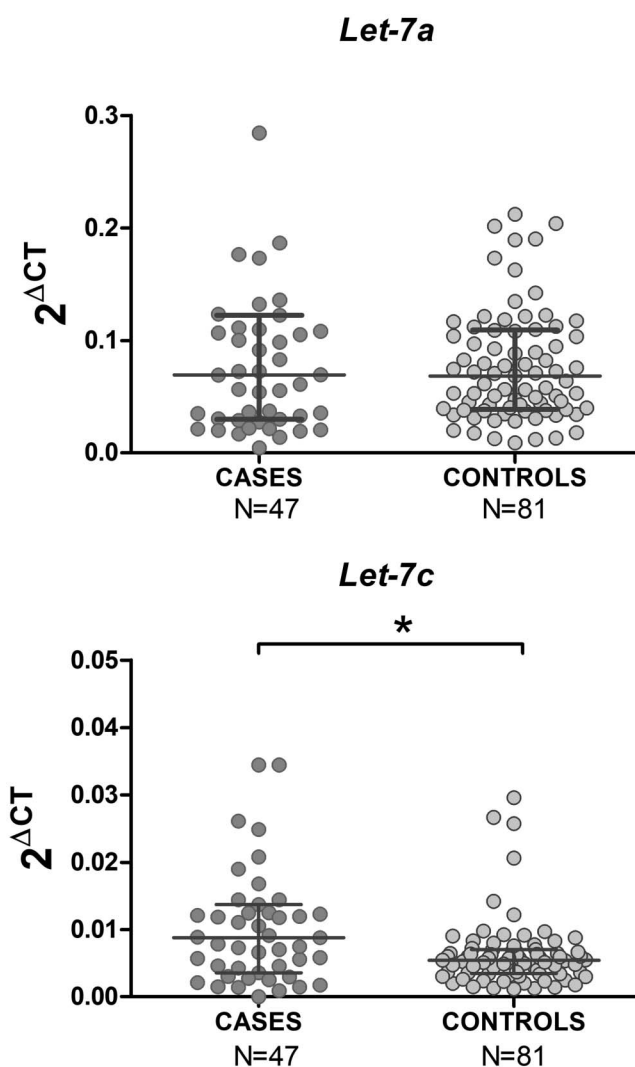 Let-7a
0.3
0.2
0.1
0.0
2ΔCT
CASES
CONTROLS
N=47
N=81
Let-7c
*
0.05
0.04
0.03
0.02
0.01
0.00
2ΔCT
CASES
CONTROLS
N=47
N=81